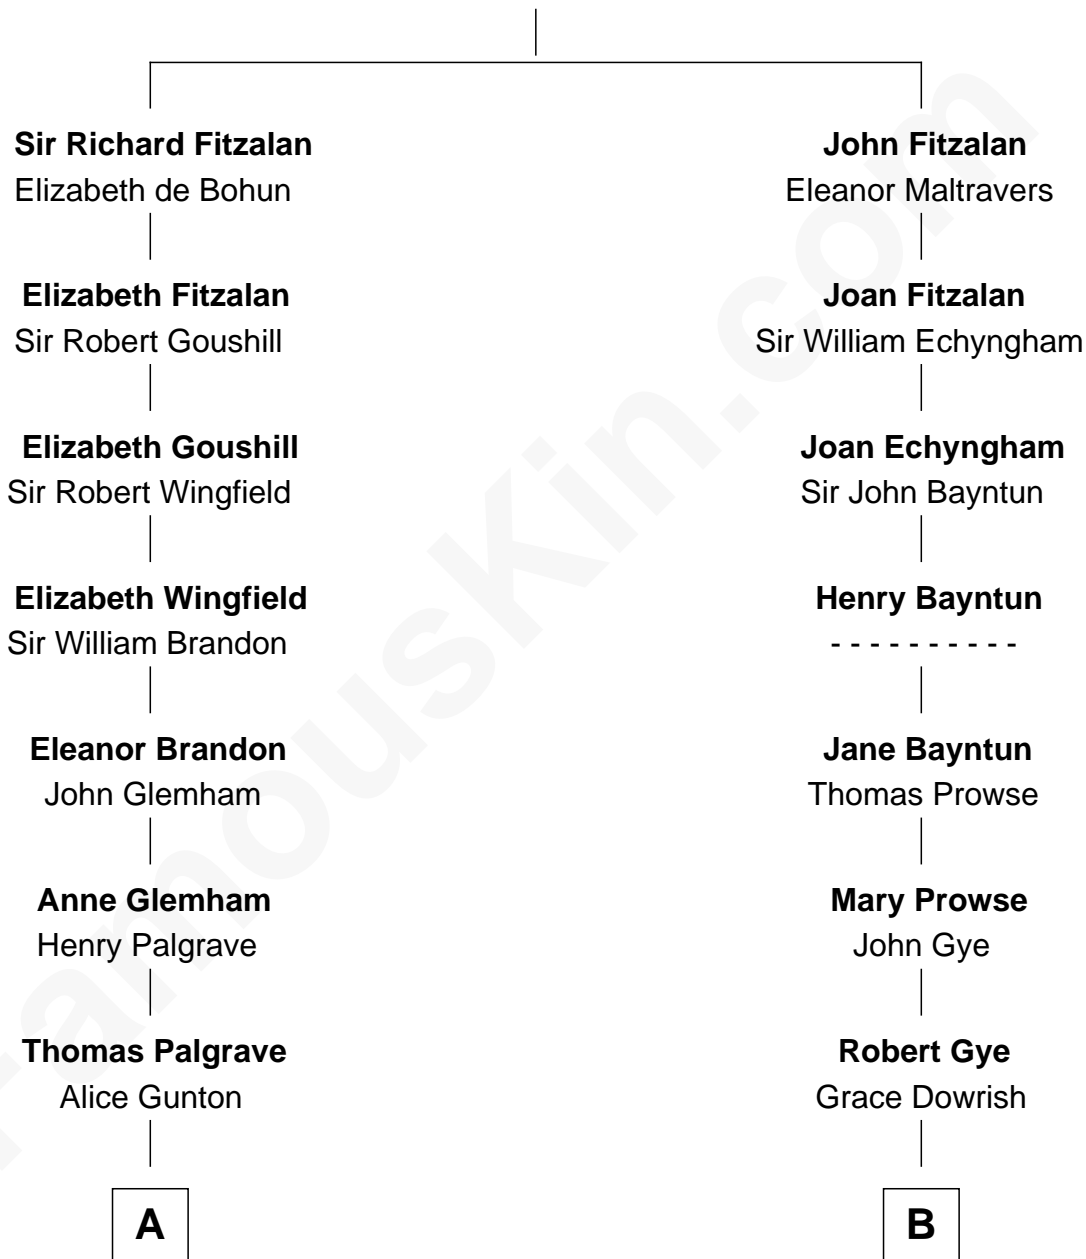 Sir Richard Fitzalan
Elizabeth de Bohun
Elizabeth Fitzalan
Sir Robert Goushill
Elizabeth Goushill
Sir Robert Wingfield
Elizabeth Wingfield
Sir William Brandon
Eleanor Brandon
John Glemham
Anne Glemham
Henry Palgrave
Thomas Palgrave
Alice Gunton
A
John Fitzalan
Eleanor Maltravers
Joan Fitzalan
Sir William Echyngham
Joan Echyngham
Sir John Bayntun
Henry Bayntun
- - - - - - - - - -
Jane Bayntun
Thomas Prowse
Mary Prowse
John Gye
Robert Gye
Grace Dowrish
B
FamousKin.com